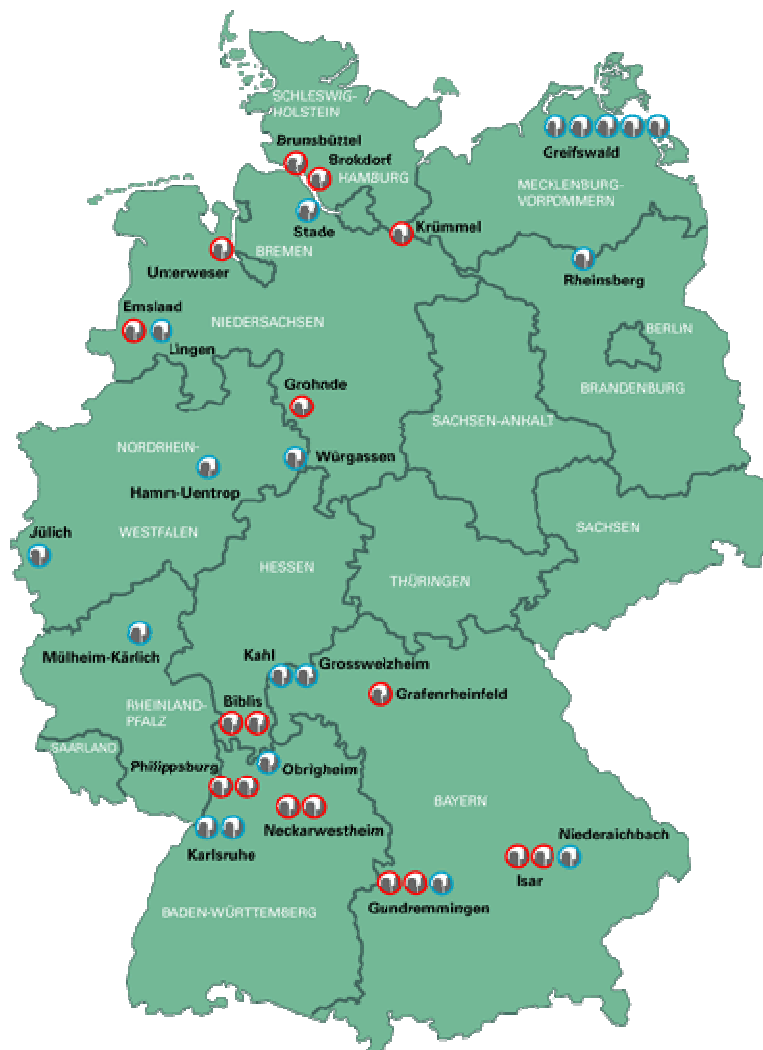 SCHLESWIG-
HOLSTEIN
Brunsbüttel
Brokdorf
HAMBURG
Greifswald
MECKLENBURG-
VORPOMMERN
Stade
Krümmel
BREMEN
Unterweser
Rheinsberg
Emsland
NIEDERSACHSEN
Lingen
BERLIN
BRANDENBURG
Grohnde
SACHSEN-ANHALT
NORDRHEIN-
Würgassen
Hamm-Uentrop
SACHSEN
Jülich
WESTFALEN
HESSEN
THÜRINGEN
Mülheim-Kärlich
Kahl
Grossweizheim
Grafenrheinfeld
RHEINLAND-
PFALZ
Biblis
SAARLAND
Philippsburg
Obrigheim
BAYERN
Neckarwestheim
Niederaichbach
Karlsruhe
Isar
Gundremmingen
BADEN-WÜRTTEMBERG